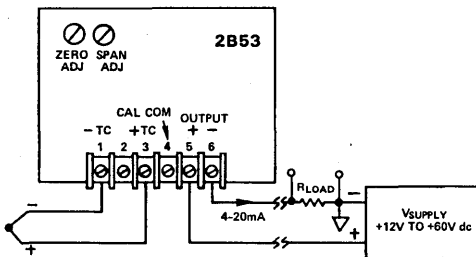 2B53
ZERO ADJ
SPAN ADJ
CAL COM
OUTPUT
- TC
+ TC
+
-
1 2 3 4 5 6
4-20mA
RLOAD
-
+
VSUPPLY
+12V TO +60V dc
-
+